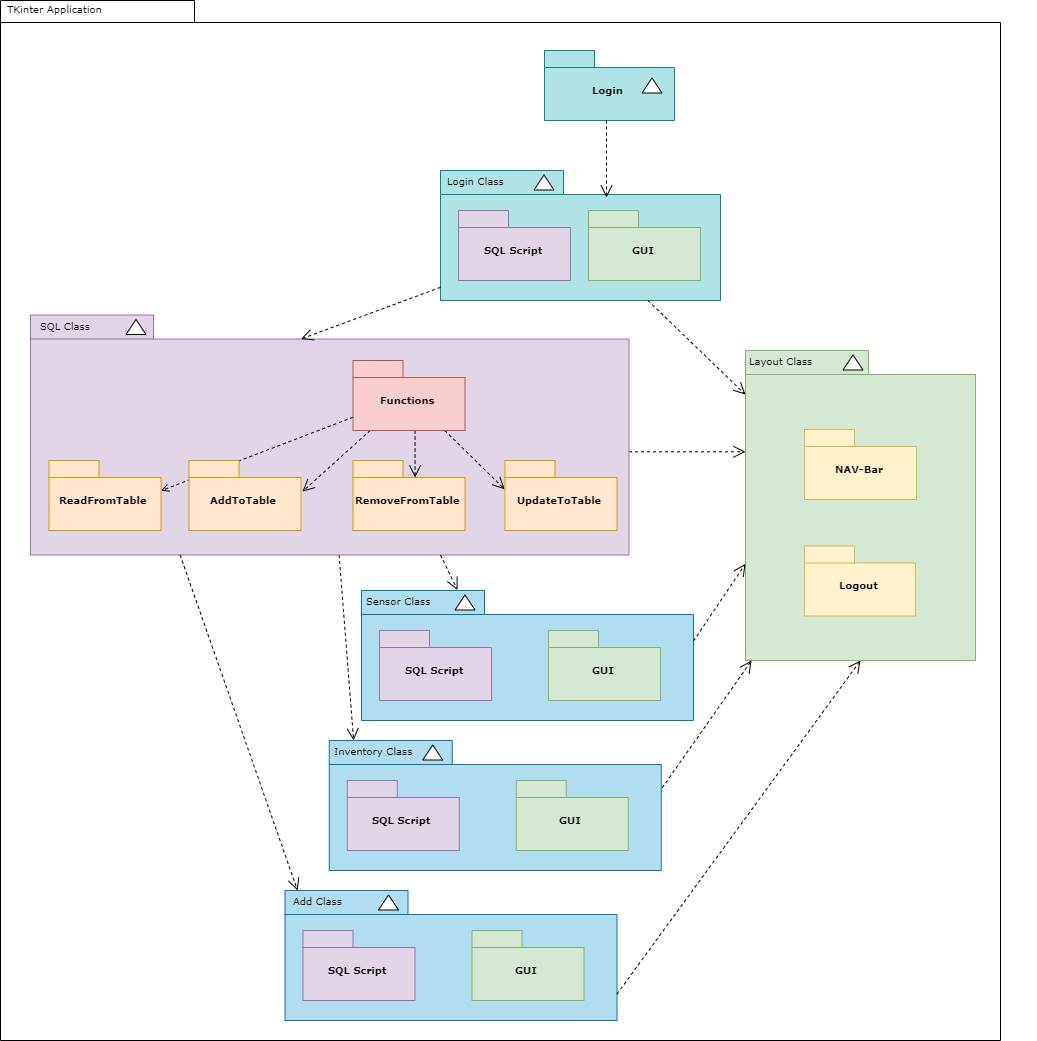 TKinter Application
Login
Login Class
SQL Script
GUI
SQL Class
Functions
ReadFromTable
AddToTable
RemoveFromTable
UpdateToTable
Layout Class
NAV-Bar
Logout
Sensor Class
SQL Script
GUI
Inventory Class
SQL Script
GUI
Add Class
SQL Script
GUI